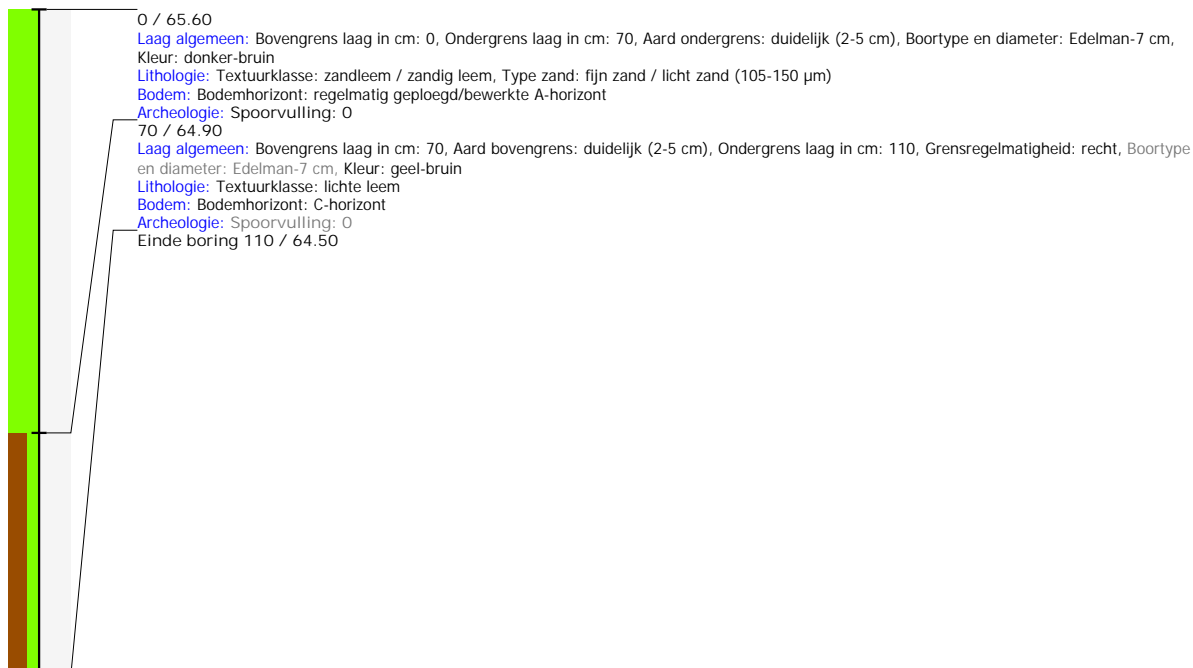 0 / 65.60
Laag algemeen: Bovengrens laag in cm: 0, Ondergrens laag in cm: 70, Aard ondergrens: duidelijk (2-5 cm), Boortype en diameter: Edelman-7 cm,
Kleur: donker-bruin
Lithologie: Textuurklasse: zandleem / zandig leem, Type zand: fijn zand / licht zand (105-150 µm)
Bodem: Bodemhorizont: regelmatig geploegd/bewerkte A-horizont
Archeologie: Spoorvulling: 0
70 / 64.90
Laag algemeen: Bovengrens laag in cm: 70, Aard bovengrens: duidelijk (2-5 cm), Ondergrens laag in cm: 110, Grensregelmatigheid: recht, Boortype
en diameter: Edelman-7 cm, Kleur: geel-bruin
Lithologie: Textuurklasse: lichte leem
Bodem: Bodemhorizont: C-horizont
Archeologie: Spoorvulling: 0
Einde boring 110 / 64.50